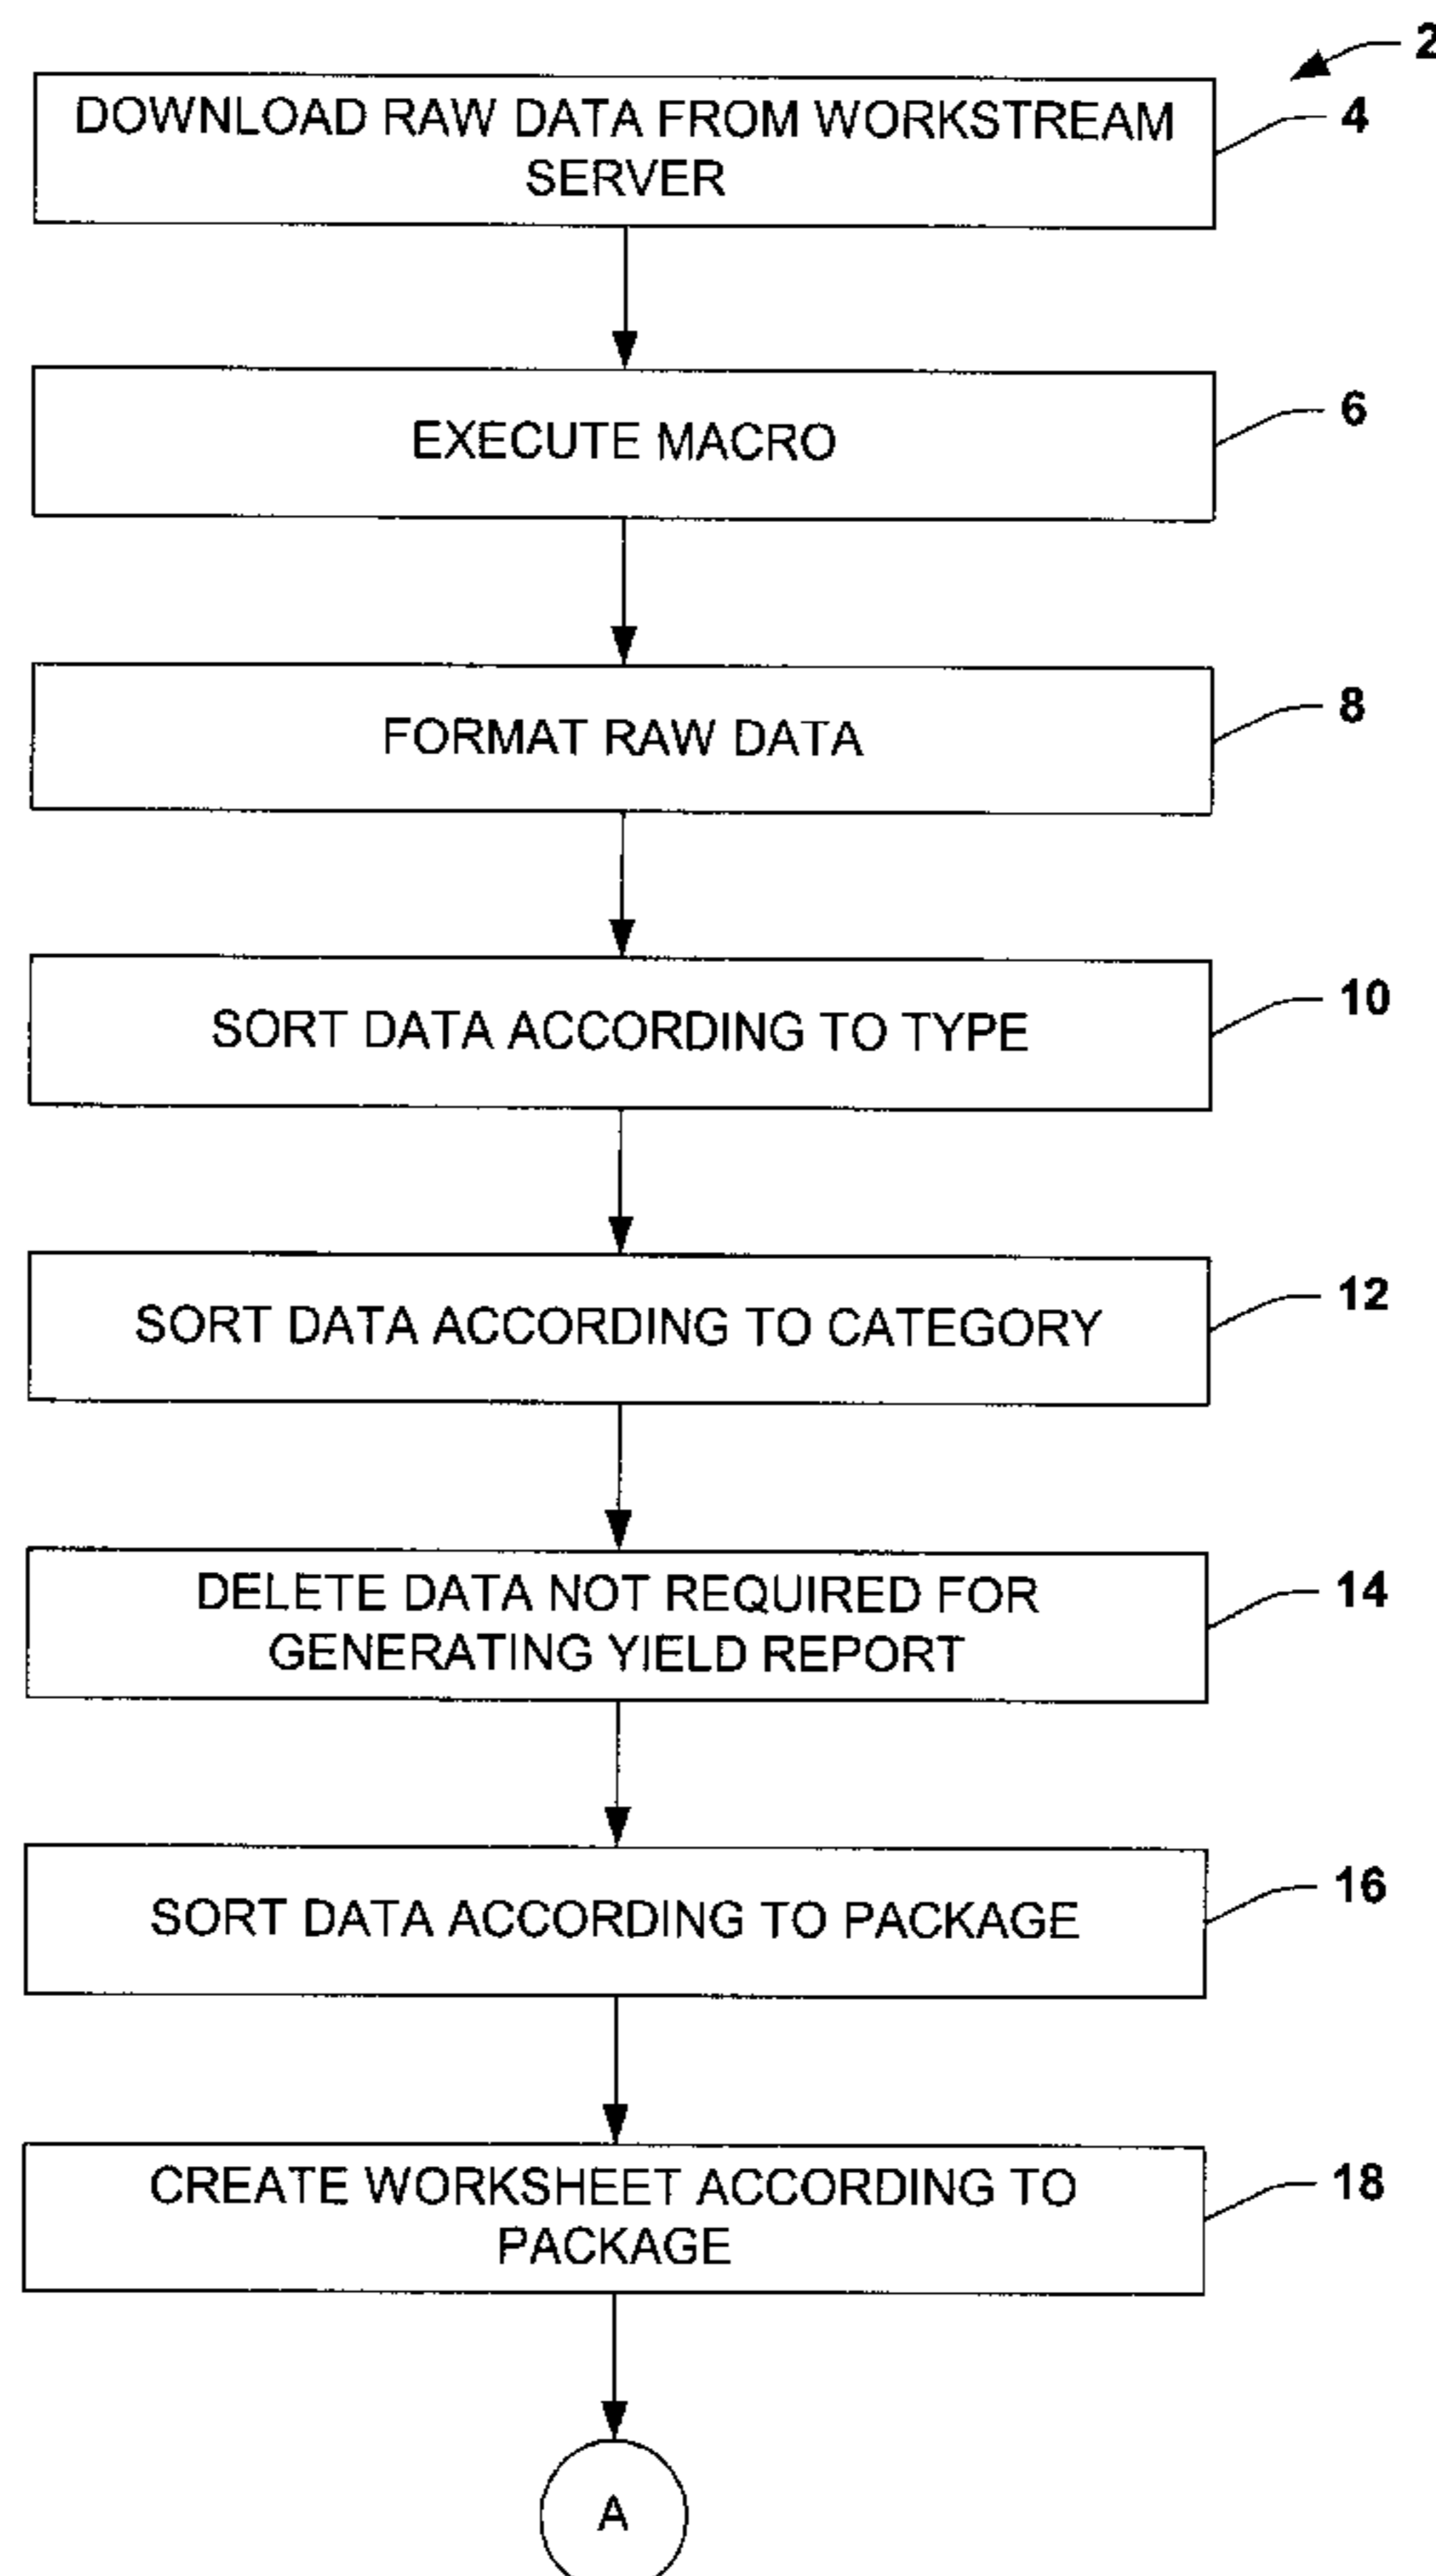 2
DOWNLOAD RAW DATA FROM WORKSTREAM
SERVER
4
EXECUTE MACRO
6
FORMAT RAW DATA
8
SORT DATA ACCORDING TO TYPE
10
SORT DATA ACCORDING TO CATEGORY
12
DELETE DATA NOT REQUIRED FOR
GENERATING YIELD REPORT
14
SORT DATA ACCORDING TO PACKAGE
16
CREATE WORKSHEET ACCORDING TO
PACKAGE
18
A